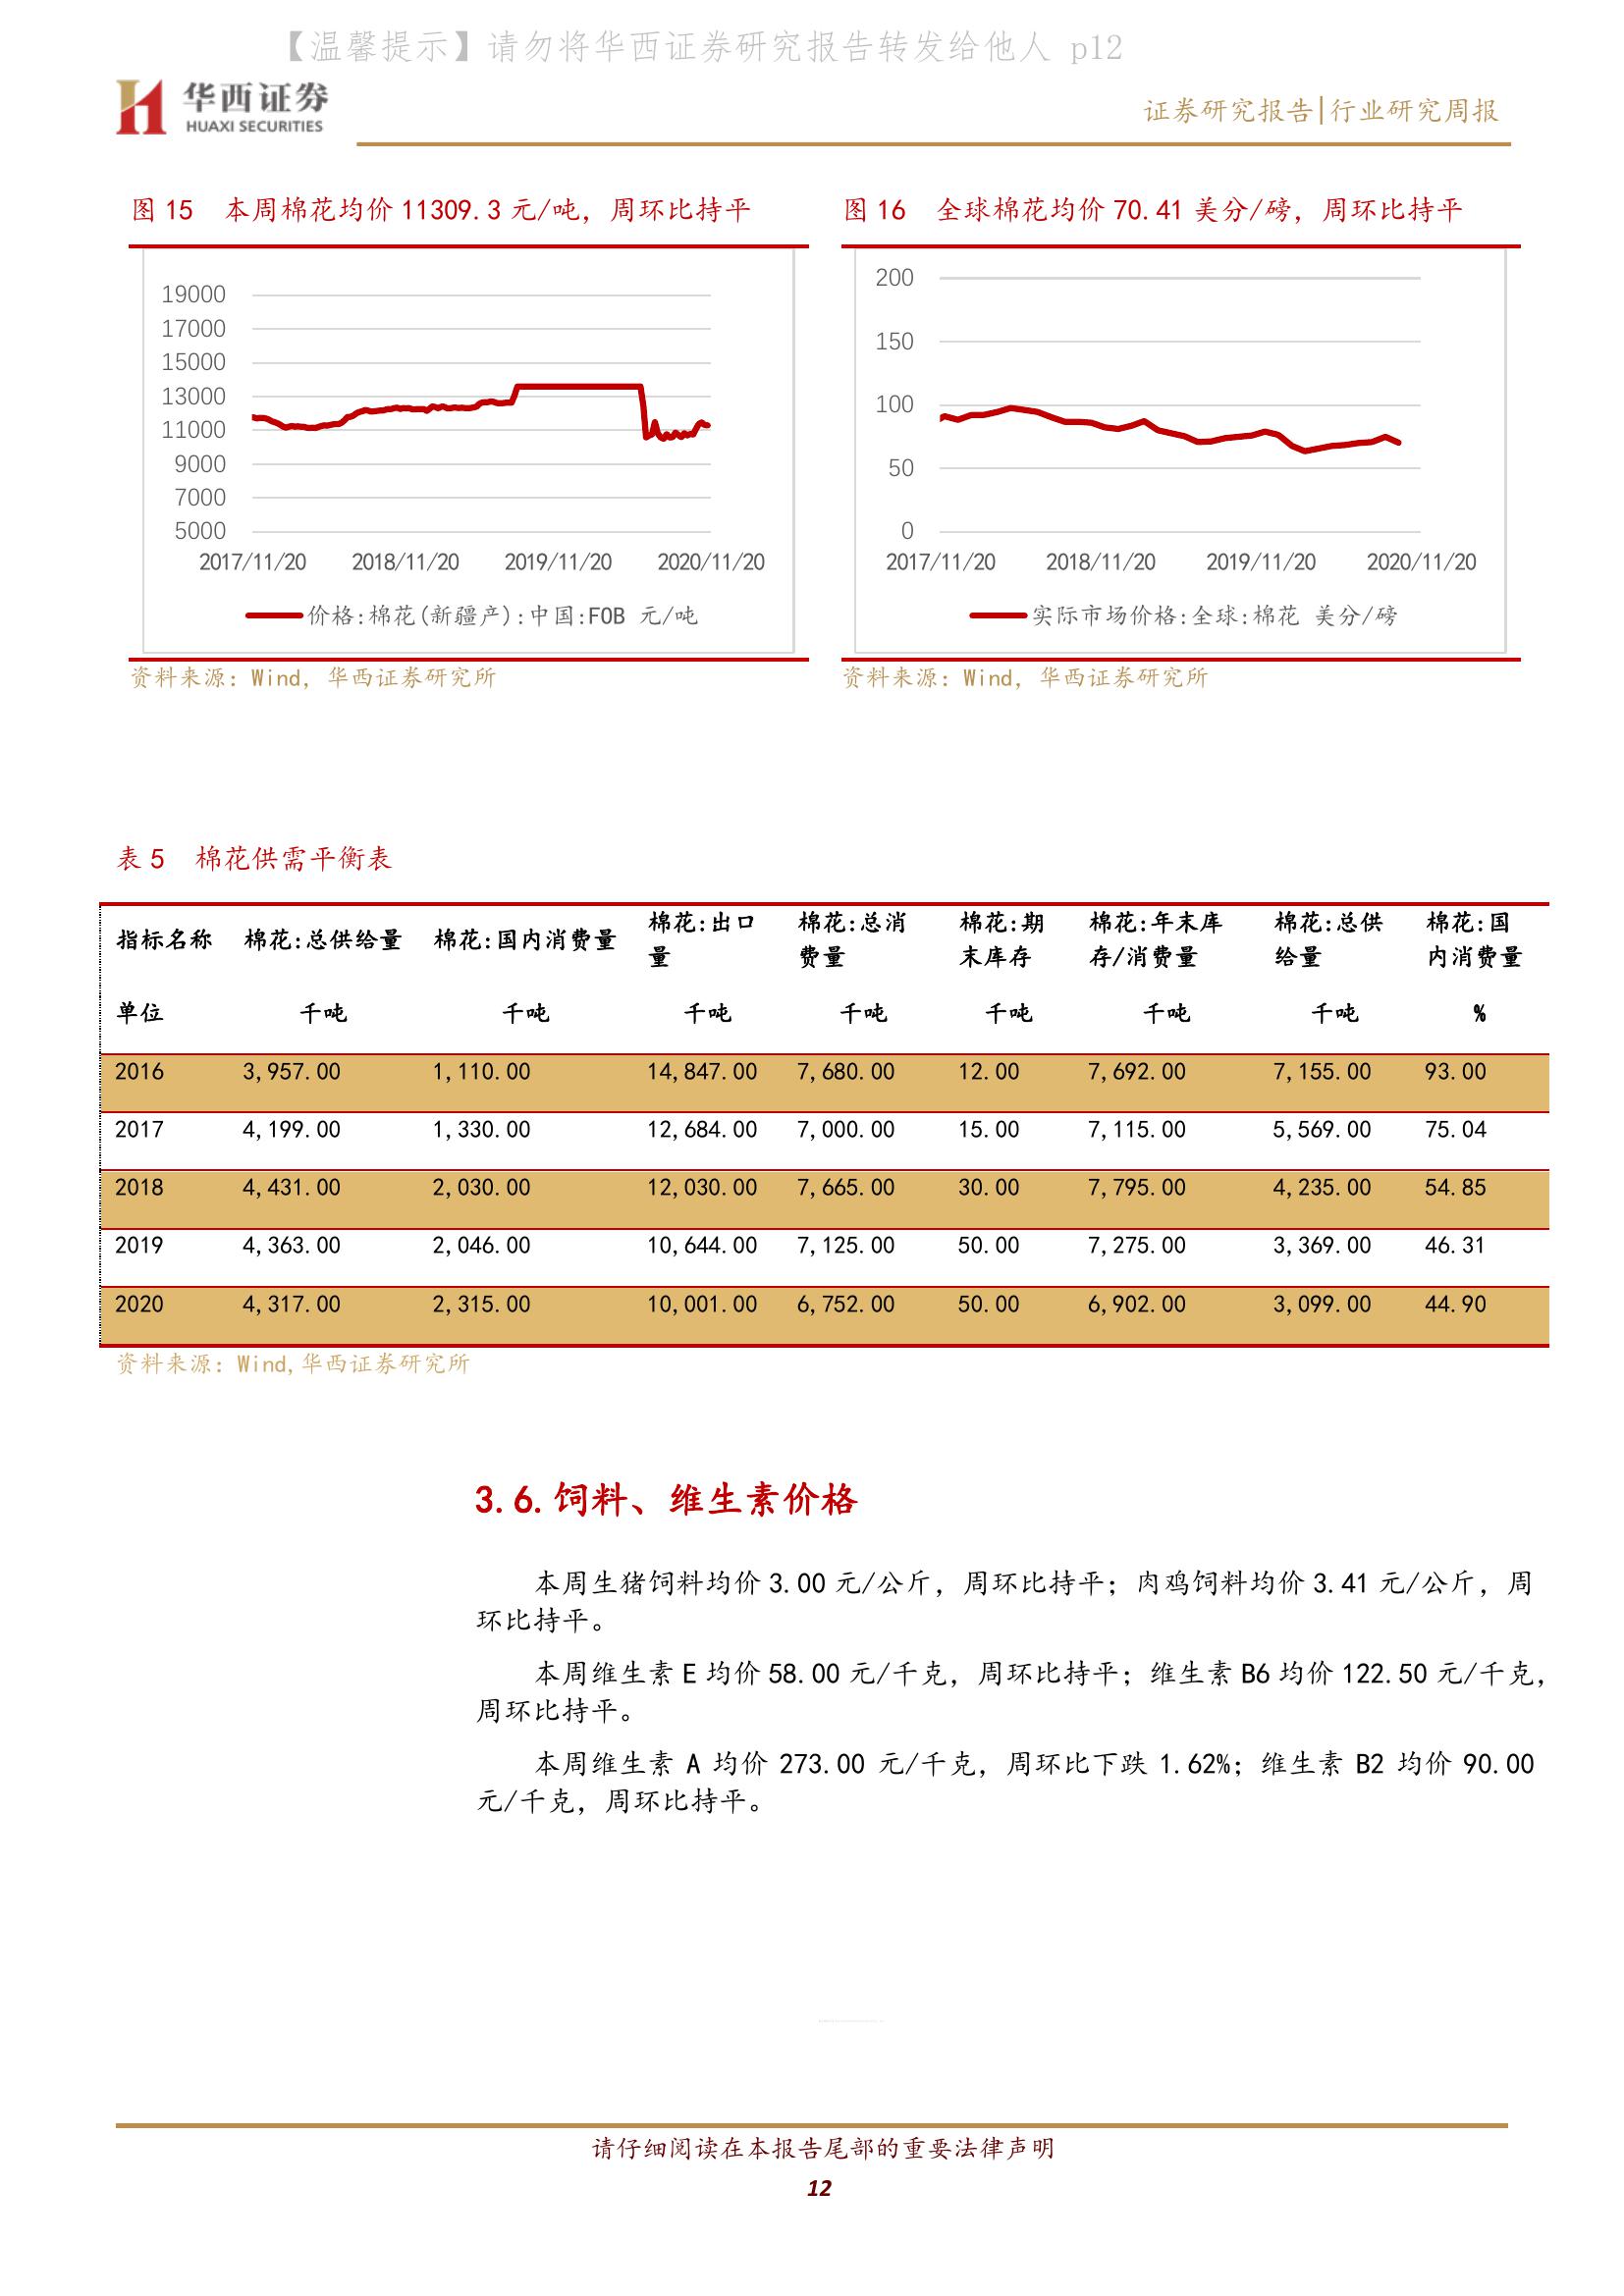 【温馨提示】请勿将华西证券研究报告转发给他人 p12
华西证券
HUAXI SECURITIES
证券研究报告|行业研究周报
图 15 本周棉花均价 11309.3 元/吨，周环比持平
19000
17000
15000
13000
11000
9000
7000
5000
2017/11/20 2018/11/20 2019/11/20 2020/11/20
价格:棉花(新疆产):中国:FOB 元/吨
资料来源：Wind，华西证券研究所
图 16 全球棉花均价 70.41 美分/磅，周环比持平
200
150
100
50
0
2017/11/20 2018/11/20 2019/11/20 2020/11/20
实际市场价格:全球:棉花 美分/磅
资料来源：Wind，华西证券研究所
表 5 棉花供需平衡表
指标名称 棉花:总供给量 棉花:国内消费量 棉花:出口量 棉花:总消费量 棉花:期末库存 棉花:年末库存/消费量 棉花:总供给量 棉花:国内消费量
单位 千吨 千吨 千吨 千吨 千吨 千吨 千吨 %
2016 3,957.00 1,110.00 14,847.00 7,680.00 12.00 7,692.00 7,155.00 93.00
2017 4,199.00 1,330.00 12,684.00 7,000.00 15.00 7,115.00 5,569.00 75.04
2018 4,431.00 2,030.00 12,030.00 7,665.00 30.00 7,795.00 4,235.00 54.85
2019 4,363.00 2,046.00 10,644.00 7,125.00 50.00 7,275.00 3,369.00 46.31
2020 4,317.00 2,315.00 10,001.00 6,752.00 50.00 6,902.00 3,099.00 44.90
资料来源：Wind,华西证券研究所
3.6.饲料、维生素价格
本周生猪饲料均价 3.00 元/公斤，周环比持平；肉鸡饲料均价 3.41 元/公斤，周
环比持平。
本周维生素 E 均价 58.00 元/千克，周环比持平；维生素 B6 均价 122.50 元/千克，
周环比持平。
本周维生素 A 均价 273.00 元/千克，周环比下跌 1.62%；维生素 B2 均价 90.00
元/千克，周环比持平。
请仔细阅读在本报告尾部的重要法律声明
12